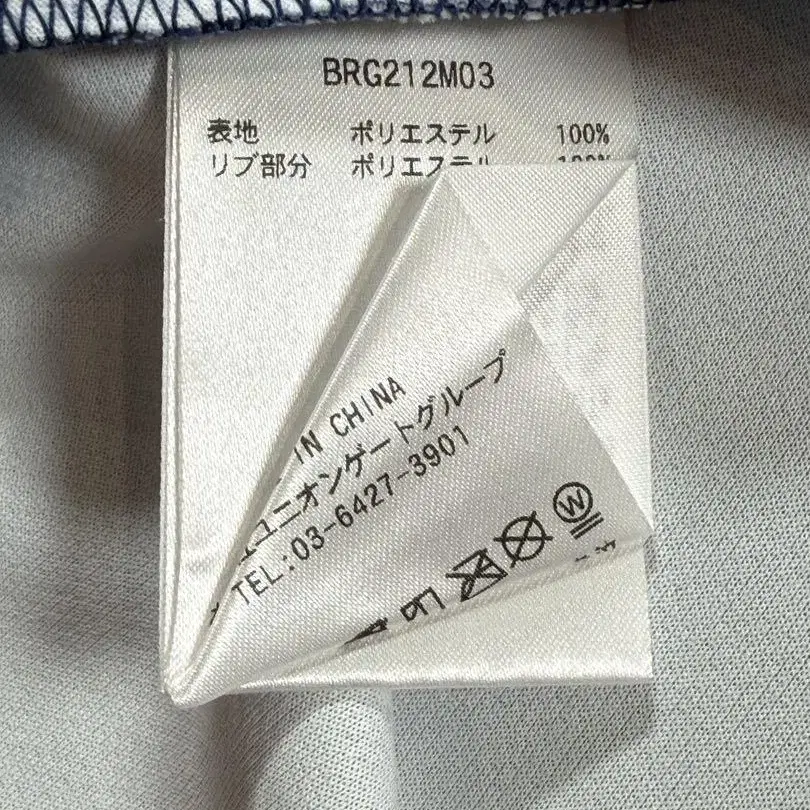 BRG212M03
表地 ポリエステル 100%
リブ部分 ポリエステル 100%
IN CHINA
ユニオンゲートグループ
TEL:03-6427-3901